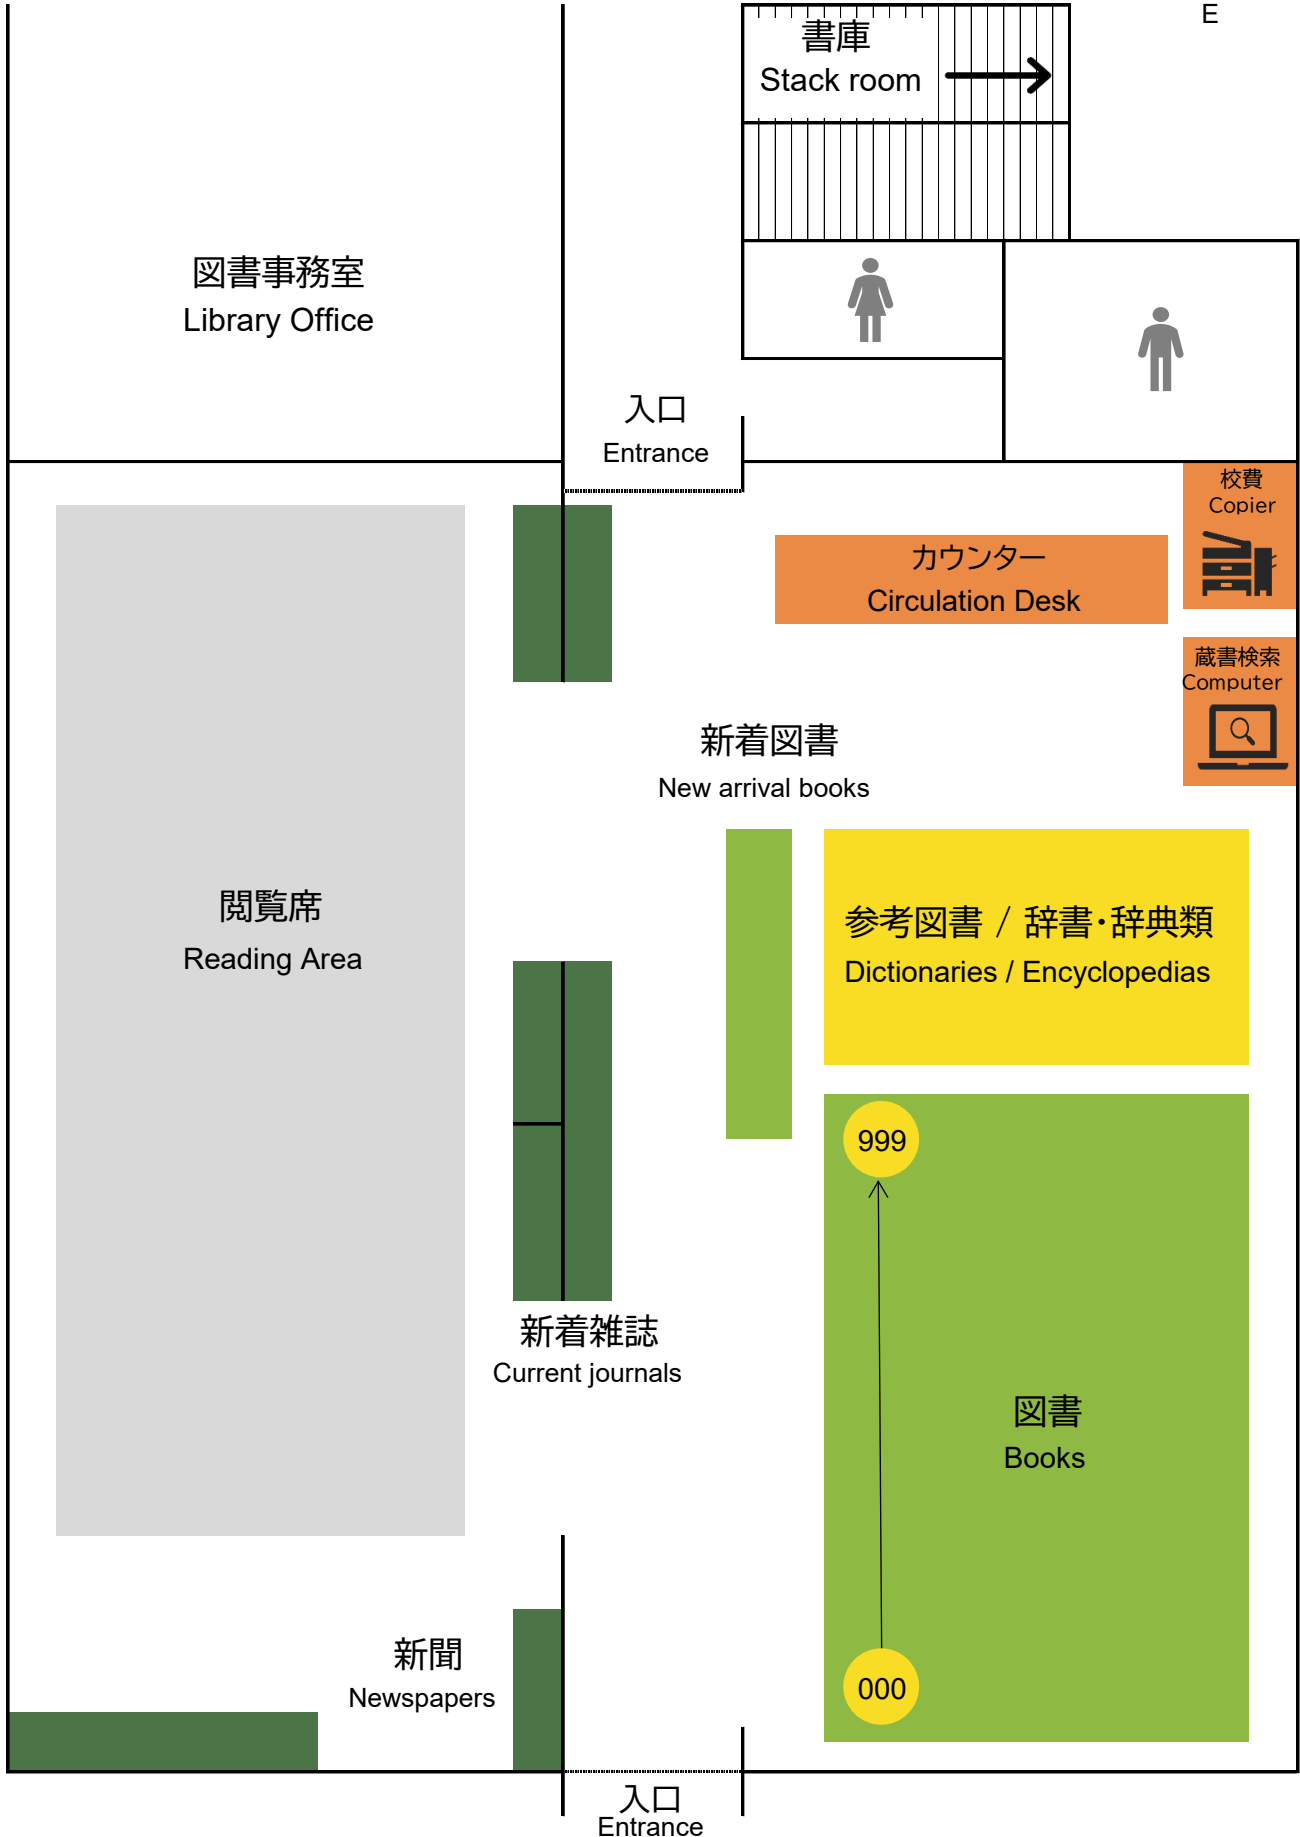 E
書庫
Stack room
図書事務室
Library Office
入口
Entrance
校費
Copier
カウンター
Circulation Desk
蔵書検索
Computer
新着図書
New arrival books
閲覧席
Reading Area
参考図書 / 辞書・辞典類
Dictionaries / Encyclopedias
999
新着雑誌
Current journals
図書
Books
新聞
Newspapers
000
入口
Entrance